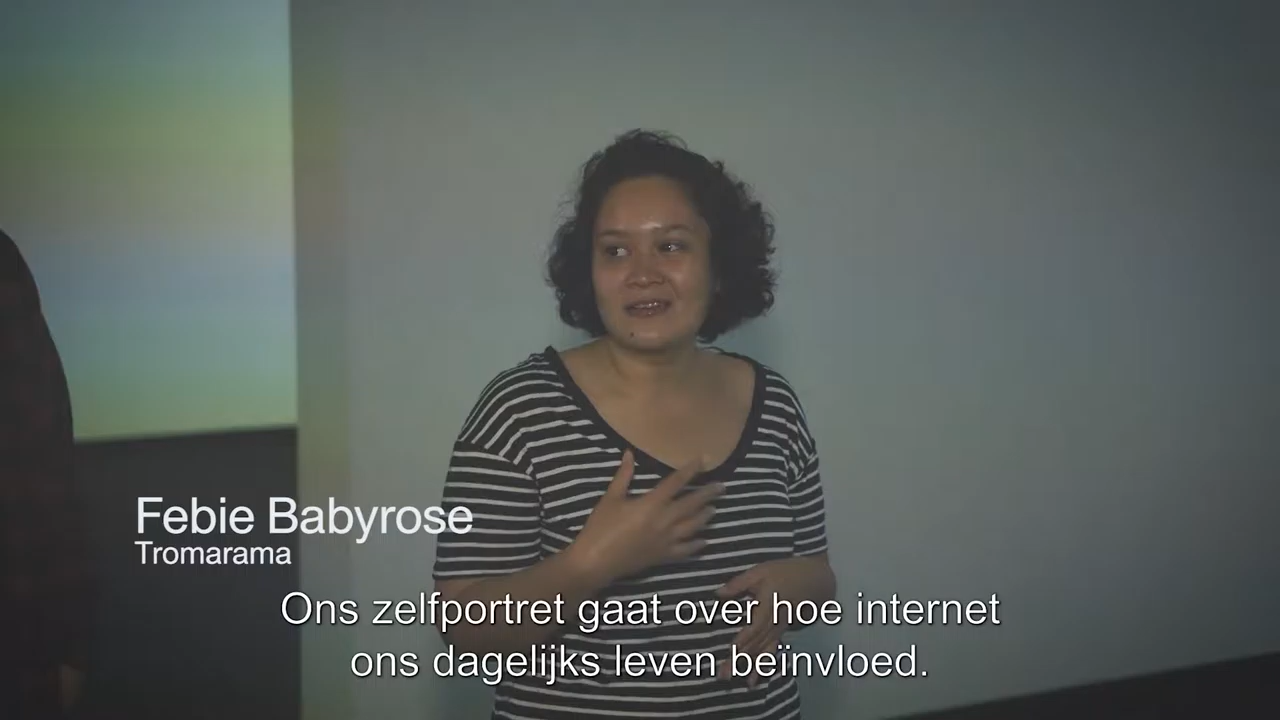 Febie Babyrose
Tromarama
Ons zelfportret gaat over hoe internet
ons dagelijks leven beïnvloed.